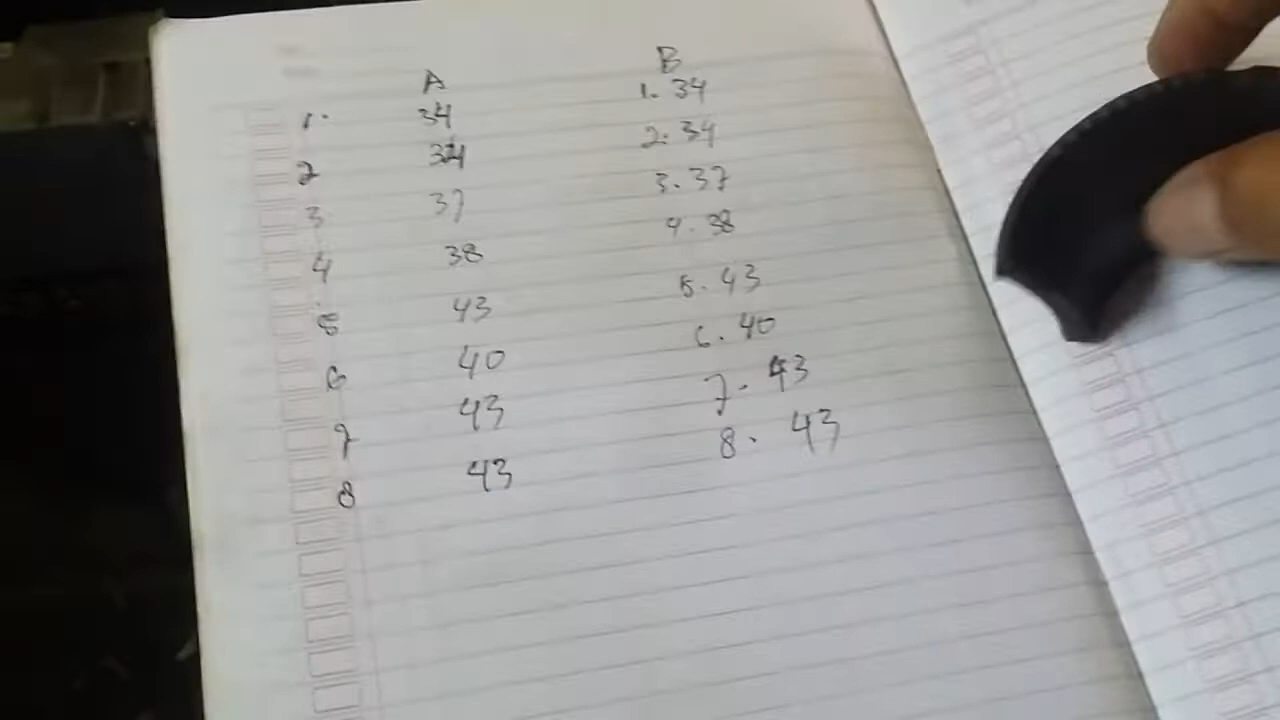 A B
1. 34 1. 34
2 34 2. 34
3 37 3. 37
4 38 4. 38
5 43 5. 43
6 40 6. 40
7 43 7. 43
8 43 8. 43